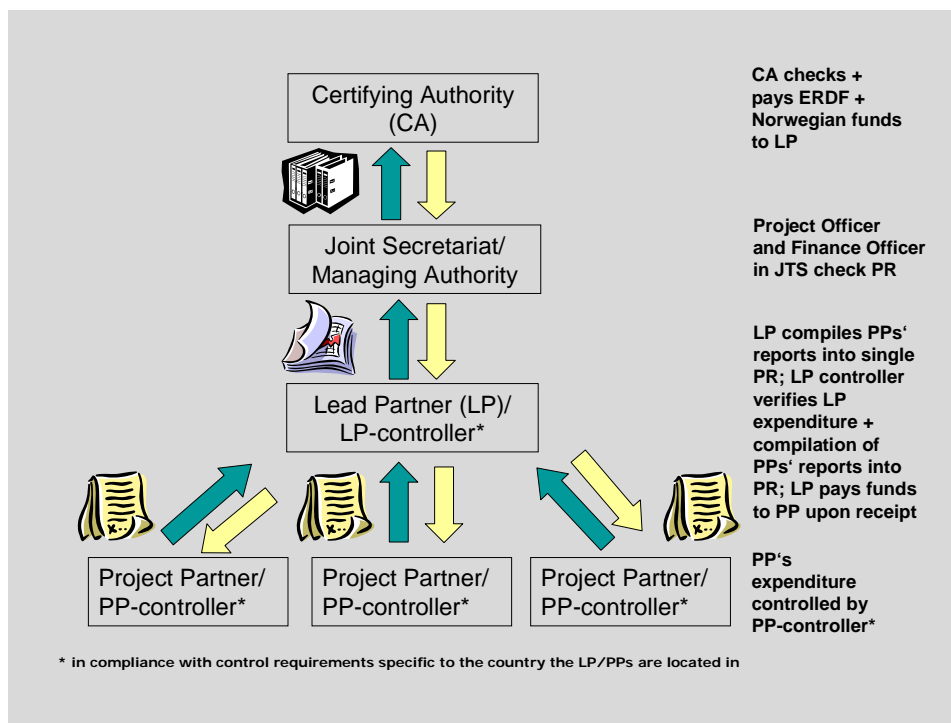 Certifying Authority
(CA)
CA checks +
pays ERDF +
Norwegian funds
to LP
Joint Secretariat/
Managing Authority
Project Officer
and Finance Officer
in JTS check PR
Lead Partner (LP)/
LP-controller*
LP compiles PPs‘
reports into single
PR; LP controller
verifies LP
expenditure +
compilation of
PPs‘ reports into
PR; LP pays funds
to PP upon receipt
Project Partner/
PP-controller*
Project Partner/
PP-controller*
Project Partner/
PP-controller*
PP‘s
expenditure
controlled by
PP-controller*
* in compliance with control requirements specific to the country the LP/PPs are located in